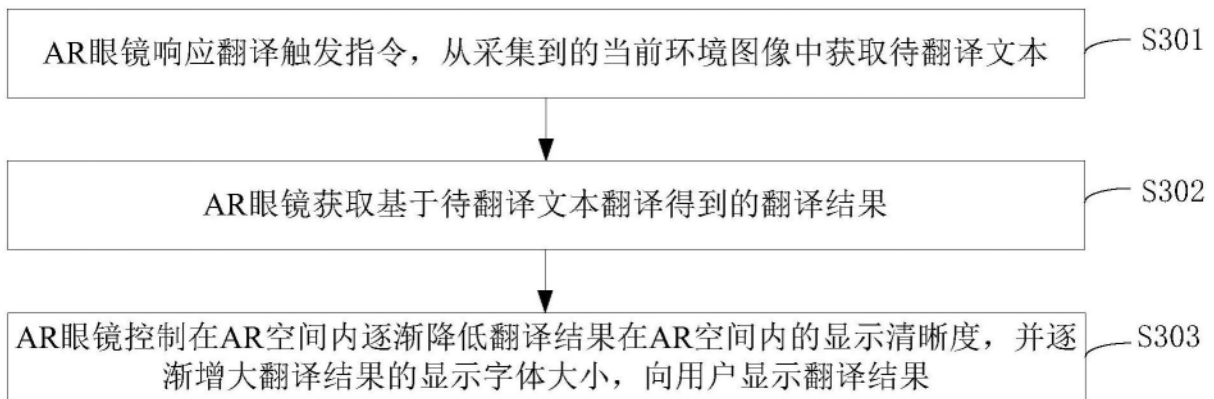 AR眼镜响应翻译触发指令，从采集到的当前环境图像中获取待翻译文本
S301
AR眼镜获取基于待翻译文本翻译得到的翻译结果
S302
AR眼镜控制在AR空间内逐渐降低翻译结果在AR空间内的显示清晰度，并逐
渐增大翻译结果的显示字体大小，向用户显示翻译结果
S303